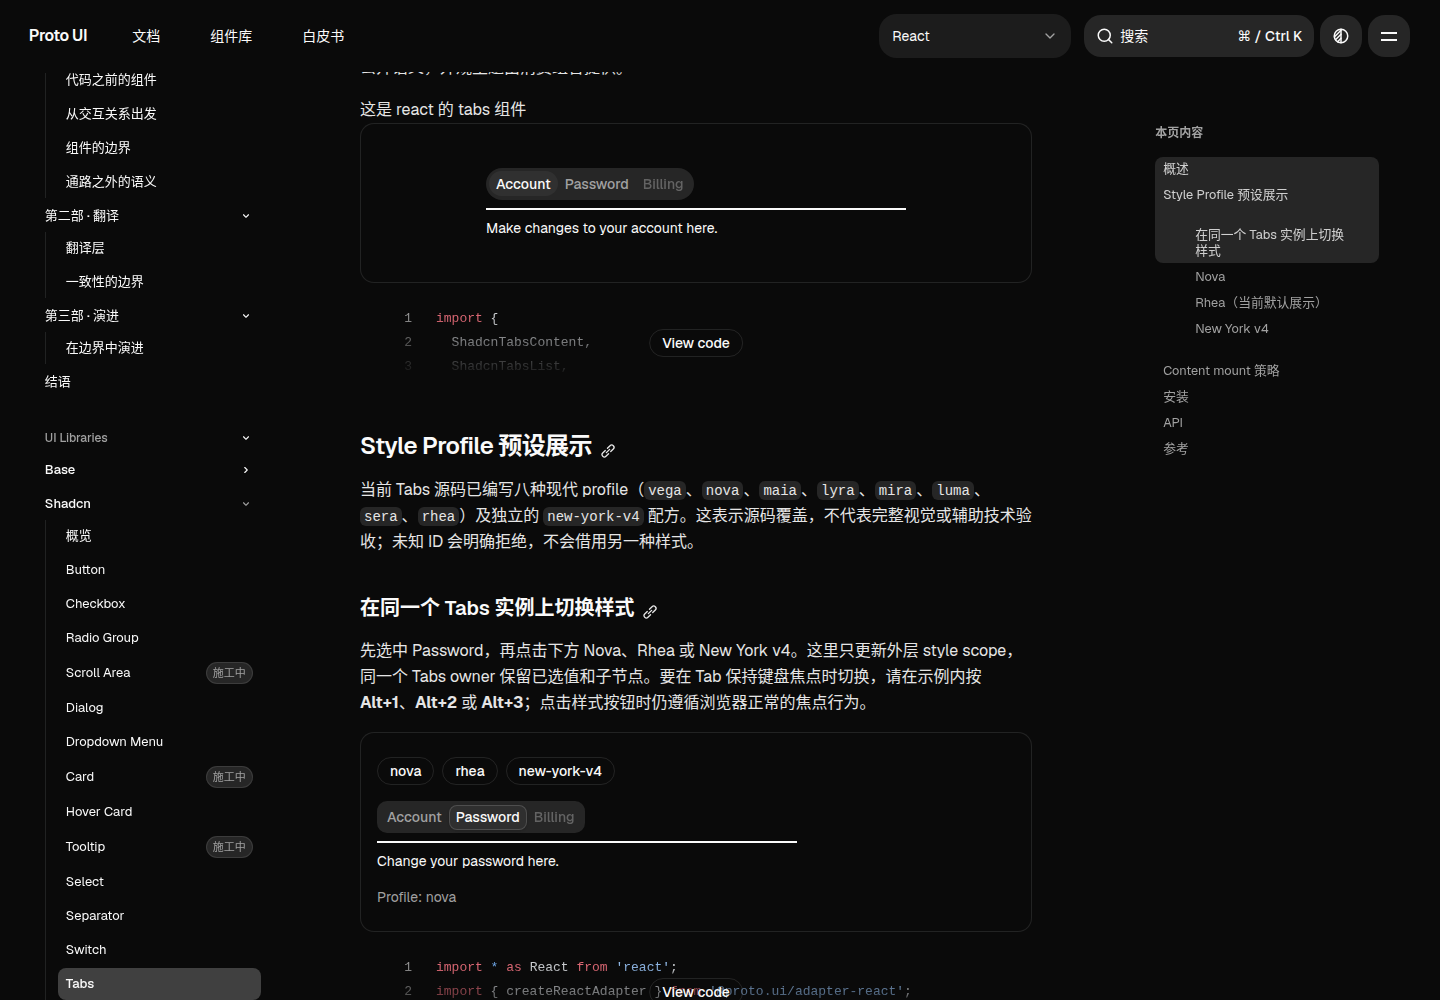 Proto UI
文档
组件库
白皮书
React
搜索
⌘ / Ctrl K
代码之前的组件
从交互关系出发
组件的边界
通路之外的语义
第二部 · 翻译
翻译层
一致性的边界
第三部 · 演进
在边界中演进
结语
UI Libraries
Base
Shadcn
概览
Button
Checkbox
Radio Group
Scroll Area
施工中
Dialog
Dropdown Menu
Card
施工中
Hover Card
Tooltip
施工中
Select
Separator
Switch
Tabs
这是 react 的 tabs 组件
Account
Password
Billing
Make changes to your account here.
1 import {
2 ShadcnTabsContent,
3 ShadcnTabsList,
View code
Style Profile 预设展示
当前 Tabs 源码已编写八种现代 profile（vega、nova、maia、lyra、mira、luma、
sera、rhea）及独立的 new-york-v4 配方。这表示源码覆盖，不代表完整视觉或辅助技术验
收；未知 ID 会明确拒绝，不会借用另一种样式。
在同一个 Tabs 实例上切换样式
先选中 Password，再点击下方 Nova、Rhea 或 New York v4。这里只更新外层 style scope，
同一个 Tabs owner 保留已选值和子节点。要在 Tab 保持键盘焦点时切换，请在示例内按
Alt+1、Alt+2 或 Alt+3；点击样式按钮时仍遵循浏览器正常的焦点行为。
nova
rhea
new-york-v4
Account
Password
Billing
Change your password here.
Profile: nova
1 import * as React from 'react';
2 import { createReactAdapter }
View code
proto.ui/adapter-react';
本页内容
概述
Style Profile 预设展示
在同一个 Tabs 实例上切换
样式
Nova
Rhea（当前默认展示）
New York v4
Content mount 策略
安装
API
参考